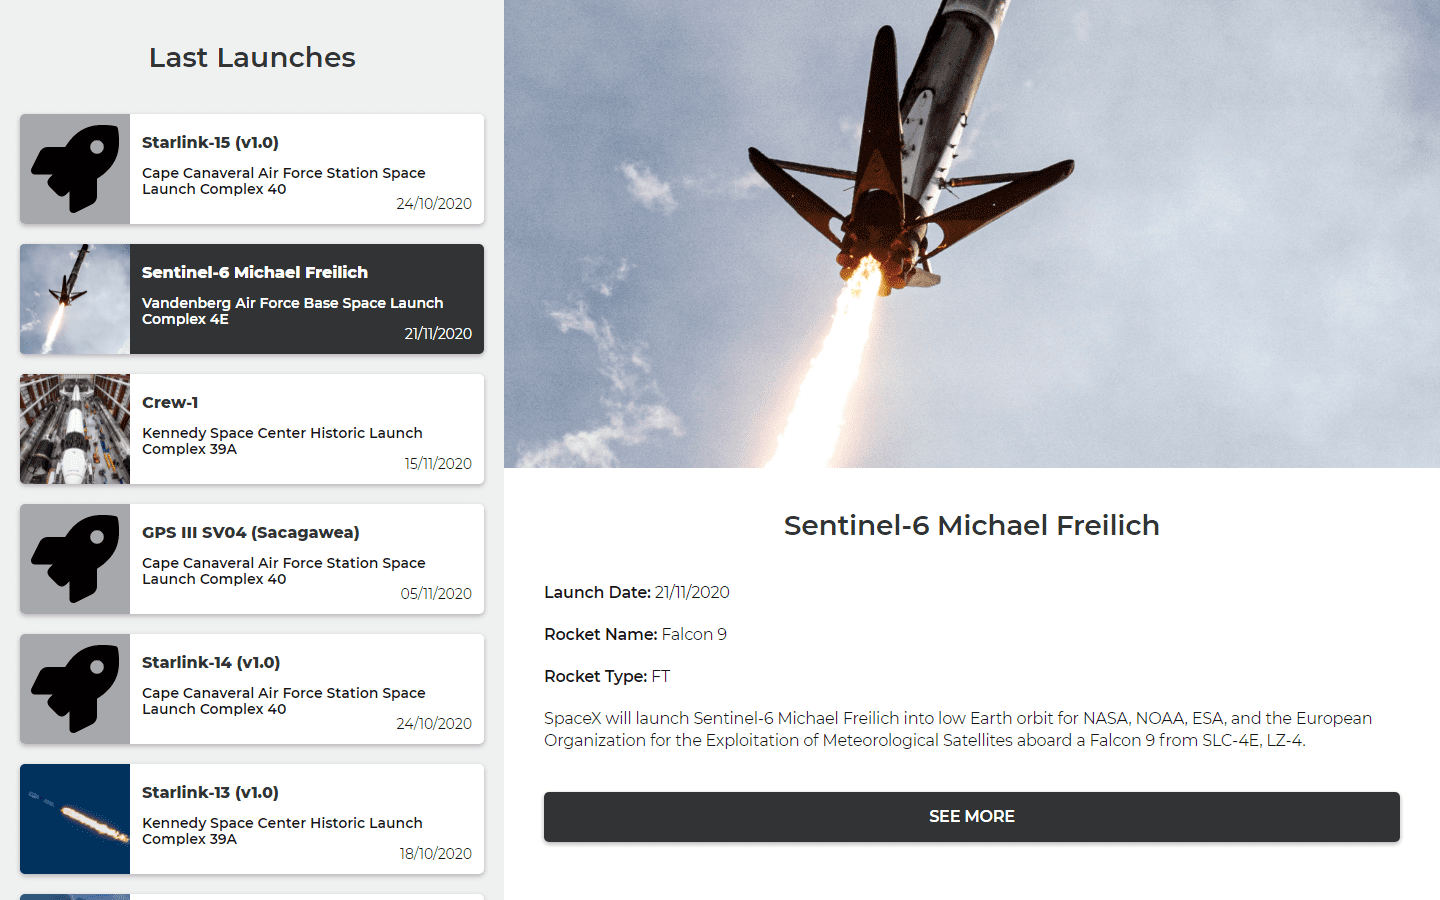 Last Launches
Starlink-15 (v1.0)
Cape Canaveral Air Force Station Space
Launch Complex 40
24/10/2020
Sentinel-6 Michael Freilich
Vandenberg Air Force Base Space Launch
Complex 4E
21/11/2020
Crew-1
Kennedy Space Center Historic Launch
Complex 39A
15/11/2020
GPS III SV04 (Sacagawea)
Cape Canaveral Air Force Station Space
Launch Complex 40
05/11/2020
Starlink-14 (v1.0)
Cape Canaveral Air Force Station Space
Launch Complex 40
24/10/2020
Starlink-13 (v1.0)
Kennedy Space Center Historic Launch
Complex 39A
18/10/2020
Sentinel-6 Michael Freilich
Launch Date: 21/11/2020
Rocket Name: Falcon 9
Rocket Type: FT
SpaceX will launch Sentinel-6 Michael Freilich into low Earth orbit for NASA, NOAA, ESA, and the European
Organization for the Exploitation of Meteorological Satellites aboard a Falcon 9 from SLC-4E, LZ-4.
SEE MORE